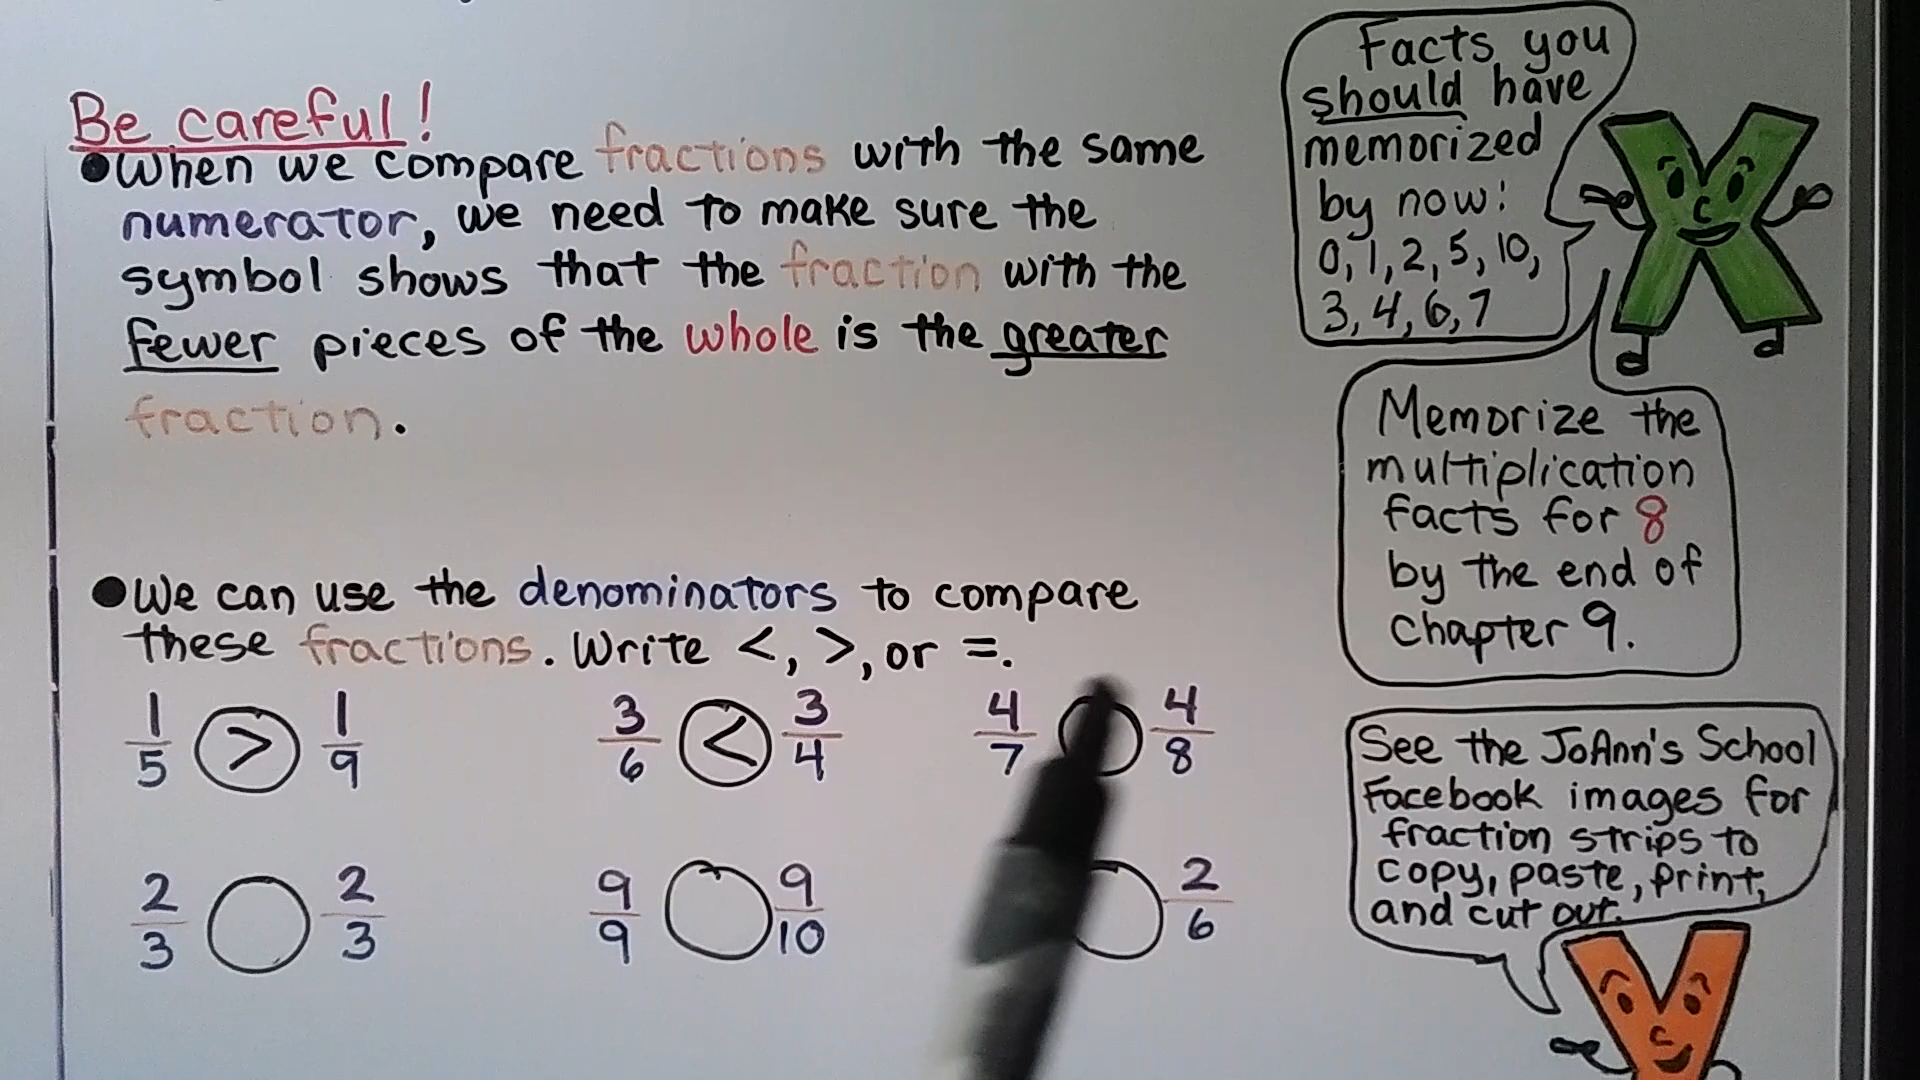 Be careful!
●When we compare fractions with the same
numerator, we need to make sure the
symbol shows that the fraction with the
fewer pieces of the whole is the greater
fraction.
●We can use the denominators to compare
these fractions. Write <, >, or =.
1/5 > 1/9
3/6 < 3/4
4/7 4/8
2/3 2/3
9/9 9/10
2/6
Facts you
should have
memorized
by now:
0, 1, 2, 5, 10,
3, 4, 6, 7
Memorize the
multiplication
facts for 8
by the end of
chapter 9.
See the JoAnn's School
Facebook images for
fraction strips to
copy, paste, print,
and cut out.